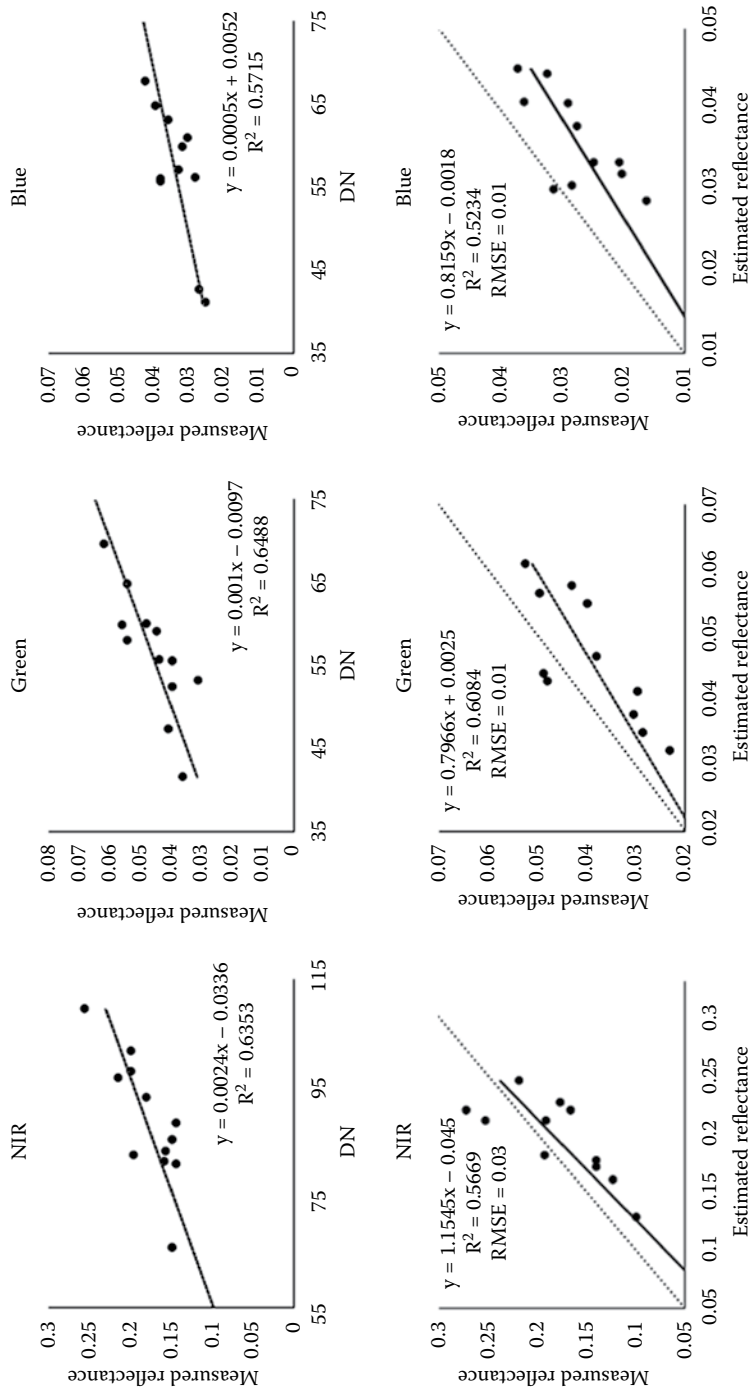 NIR
0.3
0.25
0.2
0.15
0.1
0.05
0
Measured reflectance
y = 0.0024x − 0.0336
R² = 0.6353
55
75
95
115
DN
Green
0.08
0.07
0.06
0.05
0.04
0.03
0.02
0.01
0
Measured reflectance
y = 0.001x − 0.0097
R² = 0.6488
35
45
55
65
75
DN
Blue
0.07
0.06
0.05
0.04
0.03
0.02
0.01
0
Measured reflectance
y = 0.0005x + 0.0052
R² = 0.5715
35
45
55
65
75
DN
NIR
0.3
0.25
0.2
0.15
0.1
0.05
Measured reflectance
y = 1.1545x − 0.045
R² = 0.5669
RMSE = 0.03
0.05
0.1
0.15
0.2
0.25
0.3
Estimated reflectance
Green
0.07
0.06
0.05
0.04
0.03
0.02
Measured reflectance
y = 0.7966x + 0.0025
R² = 0.6084
RMSE = 0.01
0.02
0.03
0.04
0.05
0.06
0.07
Estimated reflectance
Blue
0.05
0.04
0.03
0.02
0.01
Measured reflectance
y = 0.8159x − 0.0018
R² = 0.5234
RMSE = 0.01
0.01
0.02
0.03
0.04
0.05
Estimated reflectance